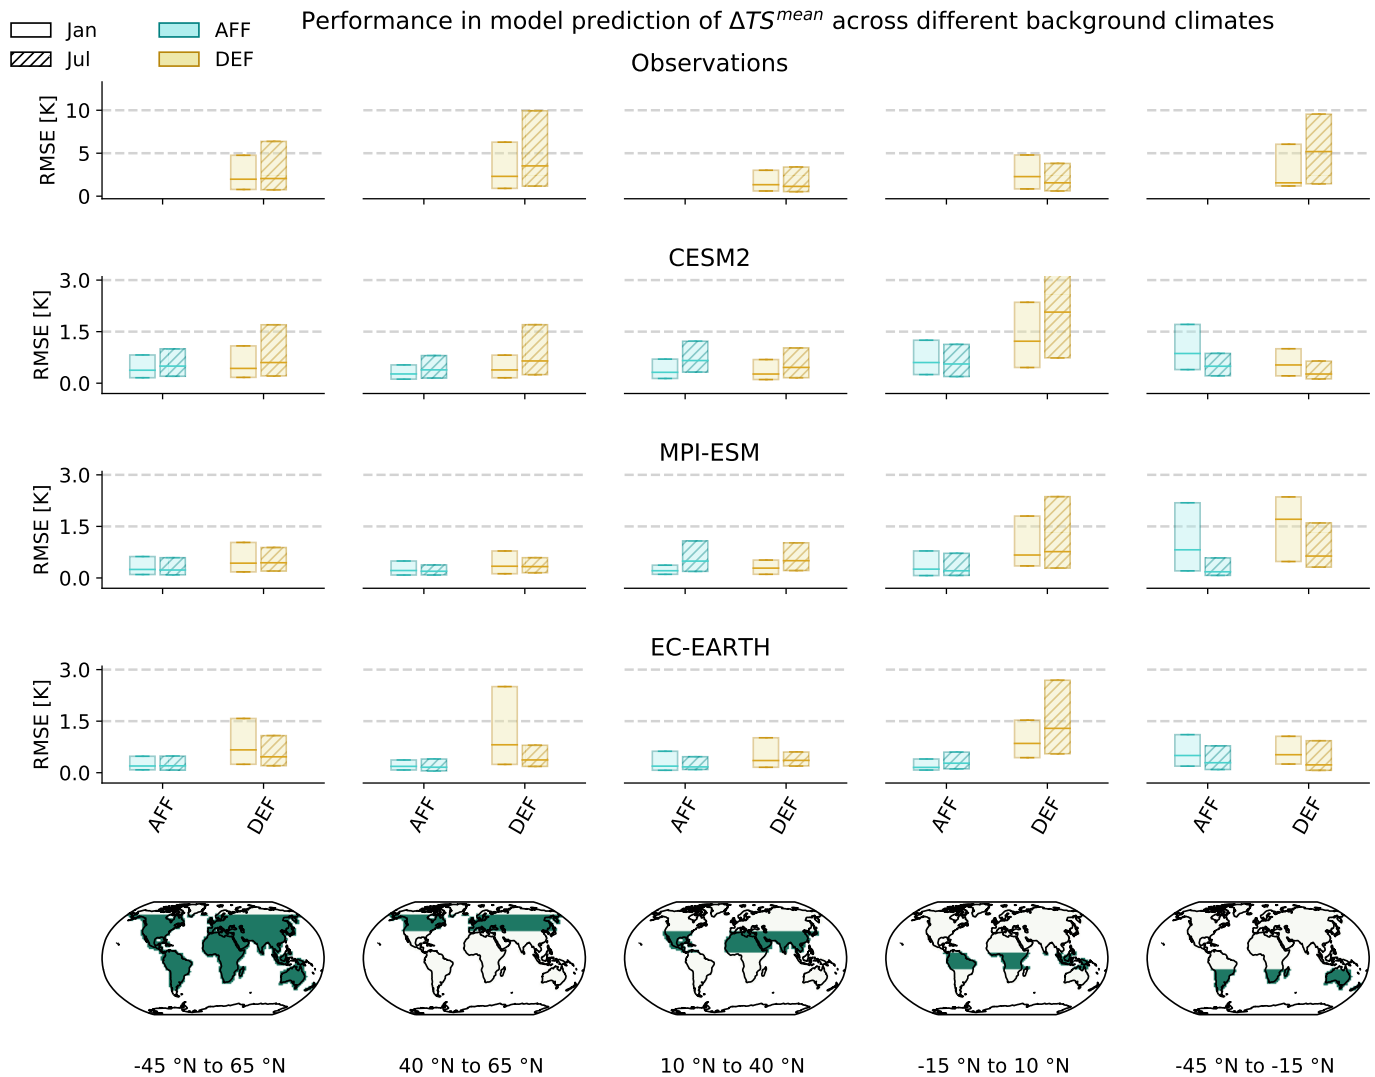 Performance in model prediction of ΔTS^mean across different background climates
Jan
AFF
Jul
DEF
Observations
RMSE [K]
10
5
0
CESM2
RMSE [K]
3.0
1.5
0.0
MPI-ESM
RMSE [K]
3.0
1.5
0.0
EC-EARTH
RMSE [K]
3.0
1.5
0.0
AFF DEF AFF DEF AFF DEF AFF DEF AFF DEF
-45 °N to 65 °N
40 °N to 65 °N
10 °N to 40 °N
-15 °N to 10 °N
-45 °N to -15 °N